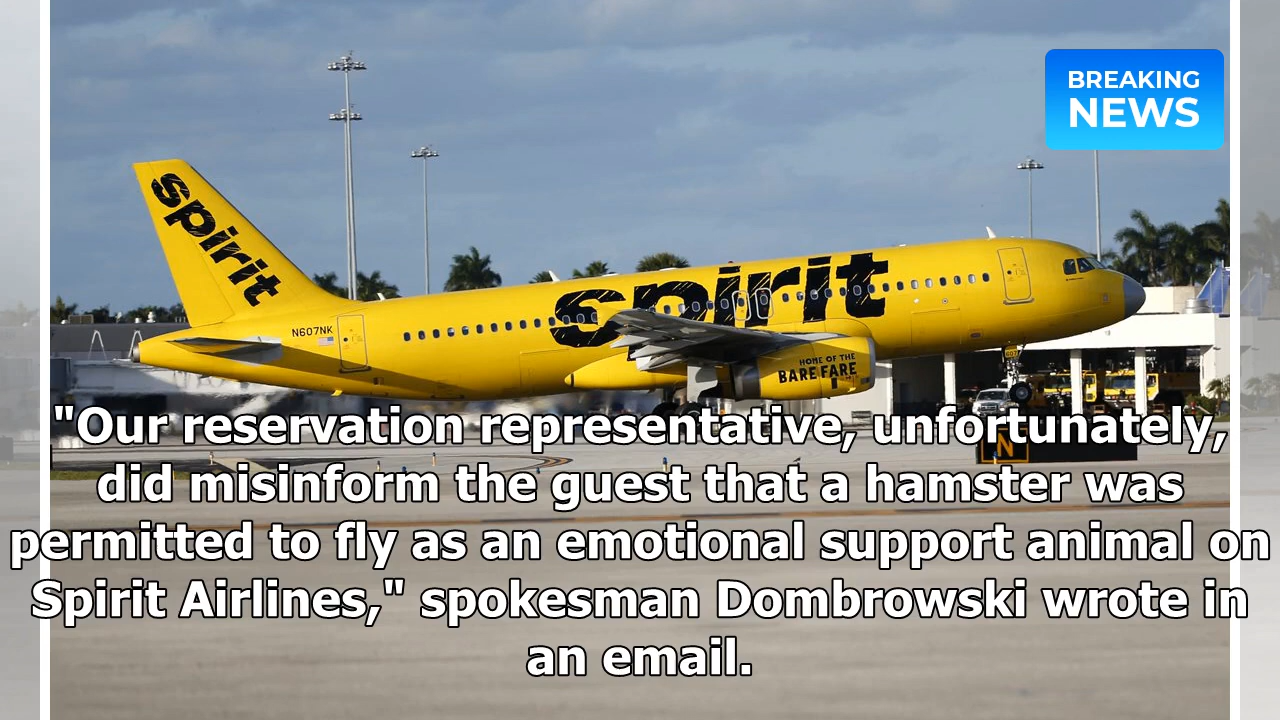 BREAKING
NEWS
spirit
spirit
N607NK
HOME OF THE
BARE FARE
607
N
"Our reservation representative, unfortunately,
did misinform the guest that a hamster was
permitted to fly as an emotional support animal on
Spirit Airlines," spokesman Dombrowski wrote in
an email.